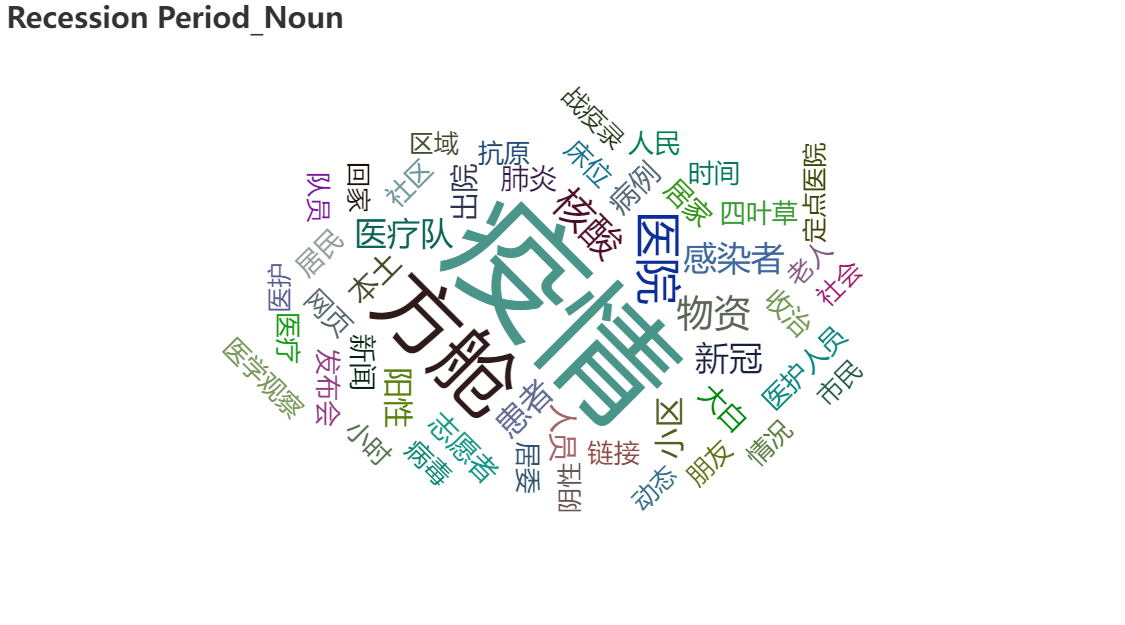 Recession Period_Noun
战疫录
区域
抗原
床位
人民
定点医院
队员
回家
社区
出院
肺炎
核酸
病例
居家
时间
四叶草
居民
医疗队
疫情
医院
感染者
老人
社会
医护
网页
本土
方舱
物资
收治
医疗
新闻
新冠
医护人员
市民
医学观察
发布会
阳性
患者
大白
小时
志愿者
病毒
居委
人员
阴性
链接
小区
动态
朋友
情况